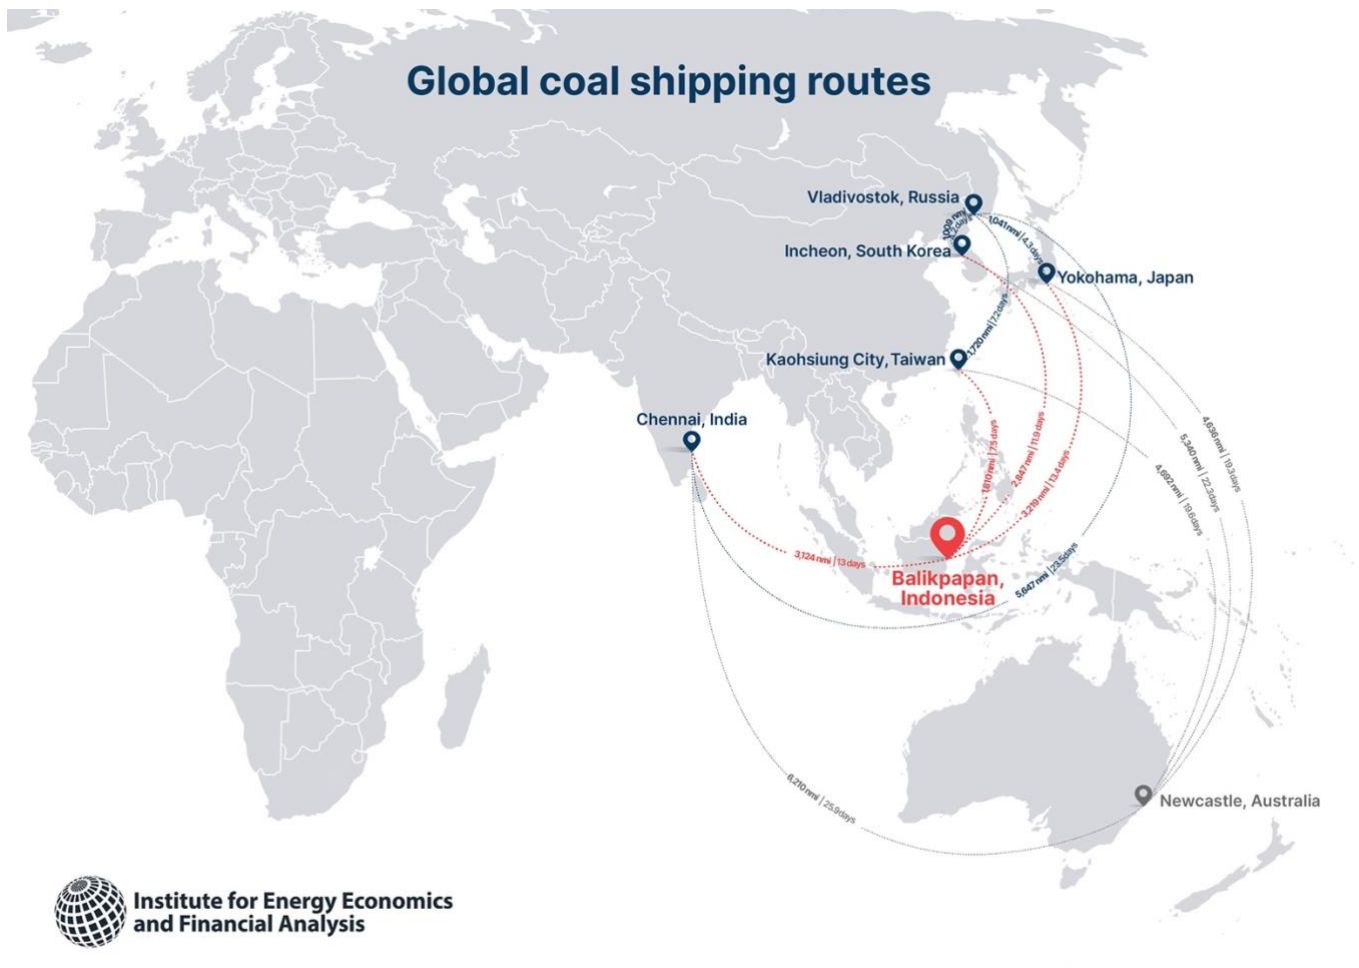 Global coal shipping routes
Vladivostok, Russia
1,009 nmi
1,041 nmi | 4.3 days
Incheon, South Korea
Yokohama, Japan
1,720 nmi | 7.2 days
Kaohsiung City, Taiwan
Chennai, India
4,636 nmi | 19.3 days
5,340 nmi | 22.3 days
4,692 nmi | 19.6 days
1,810 nmi | 7.5 days
2,847 nmi | 11.9 days
3,219 nmi | 13.4 days
3,124 nmi | 13 days
5,647 nmi | 23.5 days
Balikpapan,
Indonesia
6,210 nmi | 25.9 days
Newcastle, Australia
Institute for Energy Economics
and Financial Analysis